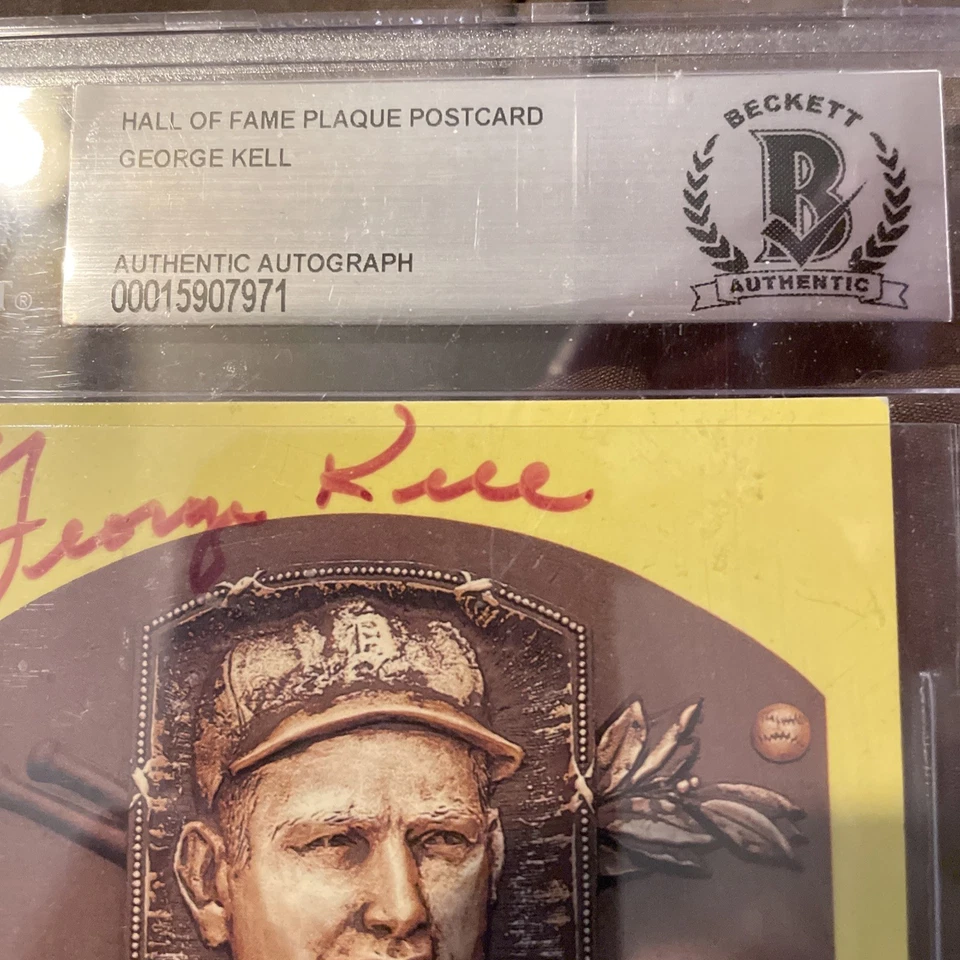 HALL OF FAME PLAQUE POSTCARD
GEORGE KELL
AUTHENTIC AUTOGRAPH
00015907971
BECKETT
B
AUTHENTIC
T®
George Kell
D